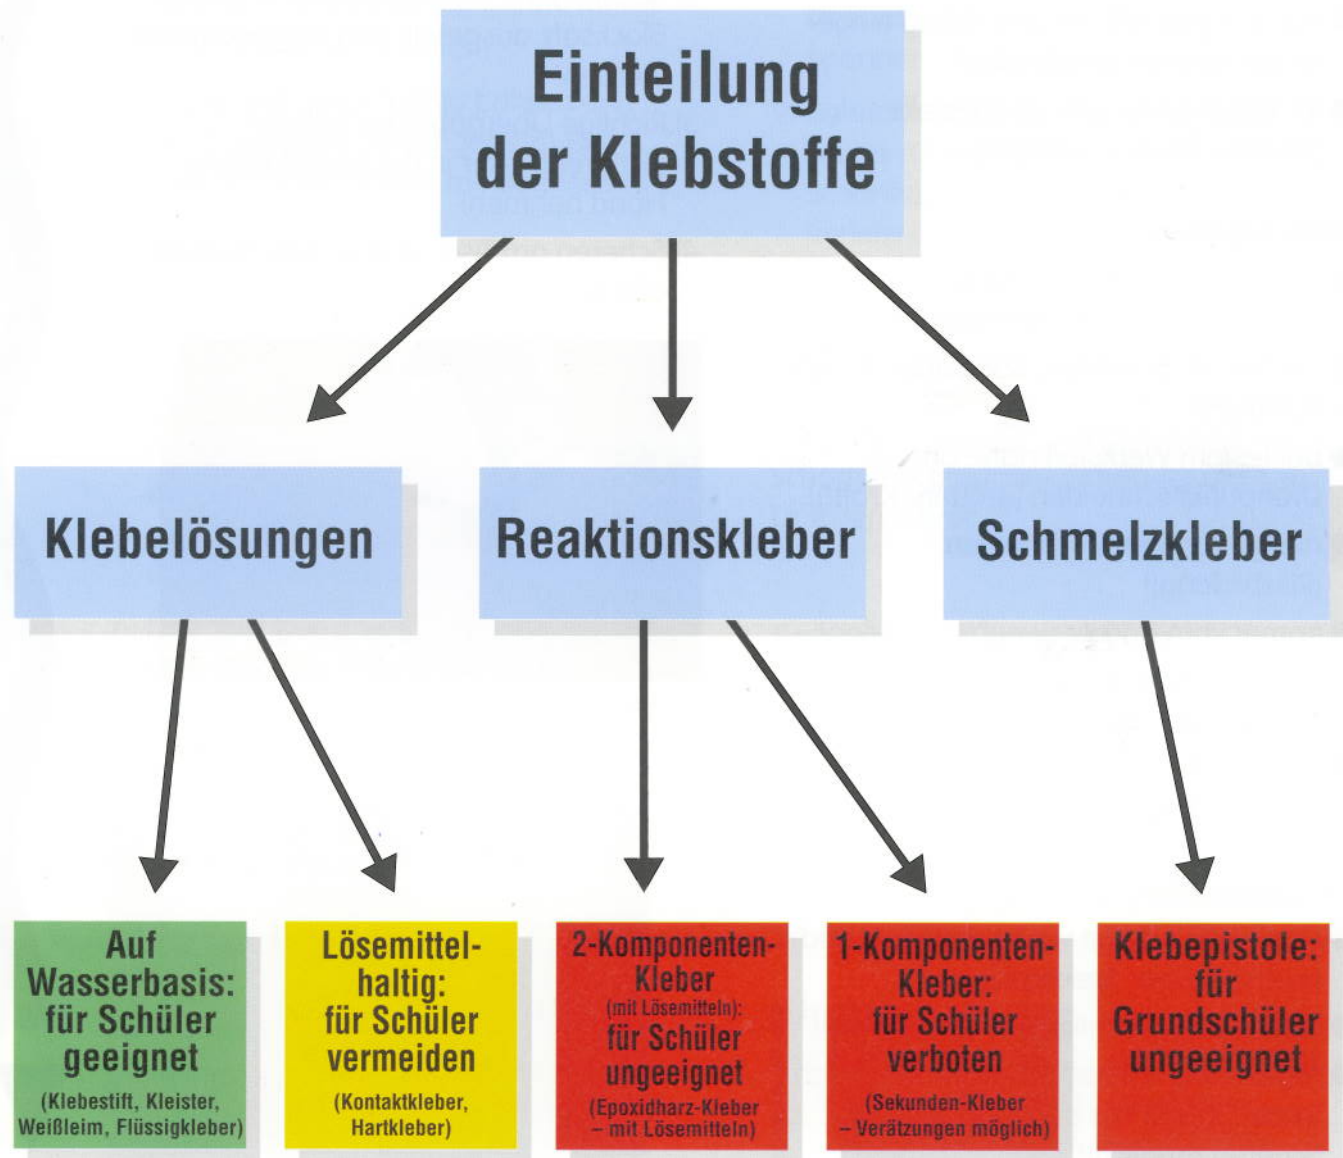 Einteilung
der Klebstoffe
Klebelösungen
Reaktionskleber
Schmelzkleber
Auf
Wasserbasis:
für Schüler
geeignet
(Klebestift, Kleister,
Weißleim, Flüssigkleber)
Lösemittel-
haltig:
für Schüler
vermeiden
(Kontaktkleber,
Hartkleber)
2-Komponenten-
Kleber
(mit Lösemitteln):
für Schüler
ungeeignet
(Epoxidharz-Kleber
– mit Lösemitteln)
1-Komponenten-
Kleber:
für Schüler
verboten
(Sekunden-Kleber
– Verätzungen möglich)
Klebepistole:
für
Grundschüler
ungeeignet